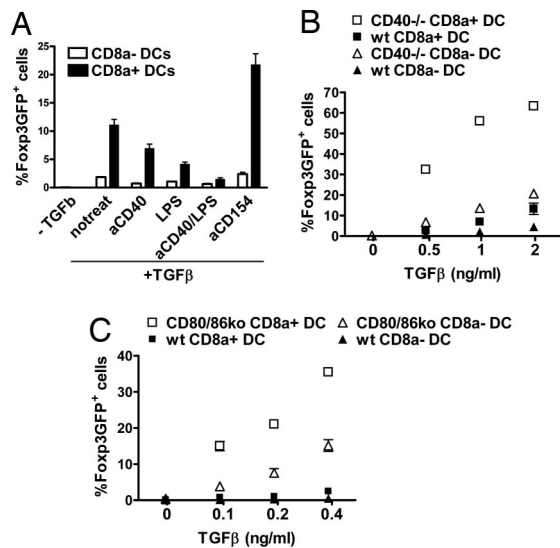 A
CD8a- DCs
CD8a+ DCs
%Foxp3GFP+ cells
25
20
15
10
5
0
- TGFb
notreat
aCD40
LPS
aCD40/LPS
aCD154
+TGFβ
B
CD40-/- CD8a+ DC
wt CD8a+ DC
CD40-/- CD8a- DC
wt CD8a- DC
%Foxp3GFP+ cells
70
60
50
40
30
20
10
0
0 0.5 1 2
TGFβ (ng/ml)
C
CD80/86ko CD8a+ DC CD80/86ko CD8a- DC
wt CD8a+ DC wt CD8a- DC
%Foxp3GFP+ cells
40
30
20
10
0
0 0.1 0.2 0.4
TGFβ (ng/ml)